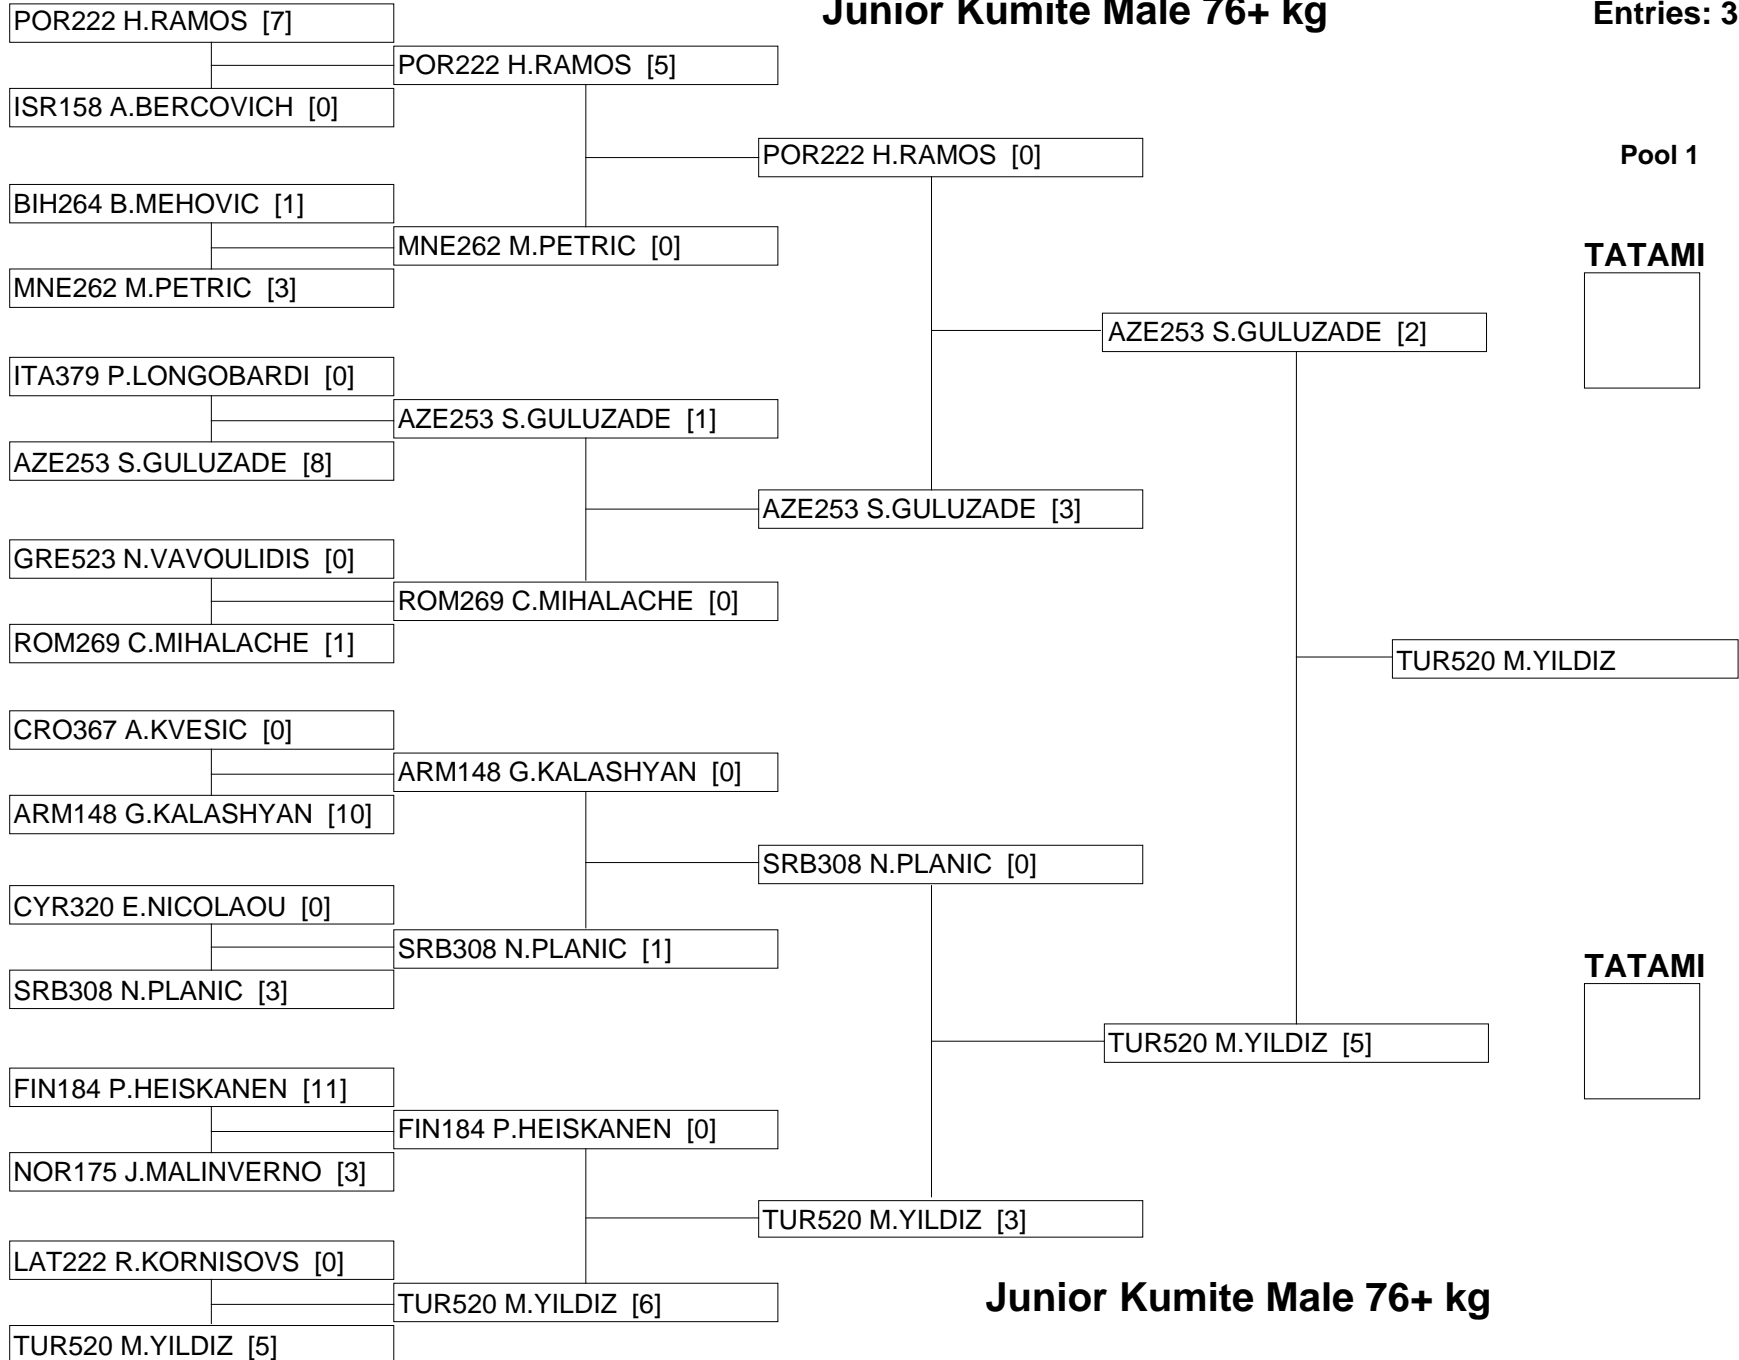 Junior Kumite Male 76+ kg
Entries: 3
POR222 H.RAMOS [7]
ISR158 A.BERCOVICH [0]
BIH264 B.MEHOVIC [1]
MNE262 M.PETRIC [3]
ITA379 P.LONGOBARDI [0]
AZE253 S.GULUZADE [8]
GRE523 N.VAVOULIDIS [0]
ROM269 C.MIHALACHE [1]
CRO367 A.KVESIC [0]
ARM148 G.KALASHYAN [10]
CYR320 E.NICOLAOU [0]
SRB308 N.PLANIC [3]
FIN184 P.HEISKANEN [11]
NOR175 J.MALINVERNO [3]
LAT222 R.KORNISOVS [0]
TUR520 M.YILDIZ [5]
POR222 H.RAMOS [5]
MNE262 M.PETRIC [0]
AZE253 S.GULUZADE [1]
ROM269 C.MIHALACHE [0]
ARM148 G.KALASHYAN [0]
SRB308 N.PLANIC [1]
FIN184 P.HEISKANEN [0]
TUR520 M.YILDIZ [6]
POR222 H.RAMOS [0]
AZE253 S.GULUZADE [3]
SRB308 N.PLANIC [0]
TUR520 M.YILDIZ [3]
AZE253 S.GULUZADE [2]
TUR520 M.YILDIZ [5]
TUR520 M.YILDIZ
Pool 1
TATAMI
TATAMI
Junior Kumite Male 76+ kg